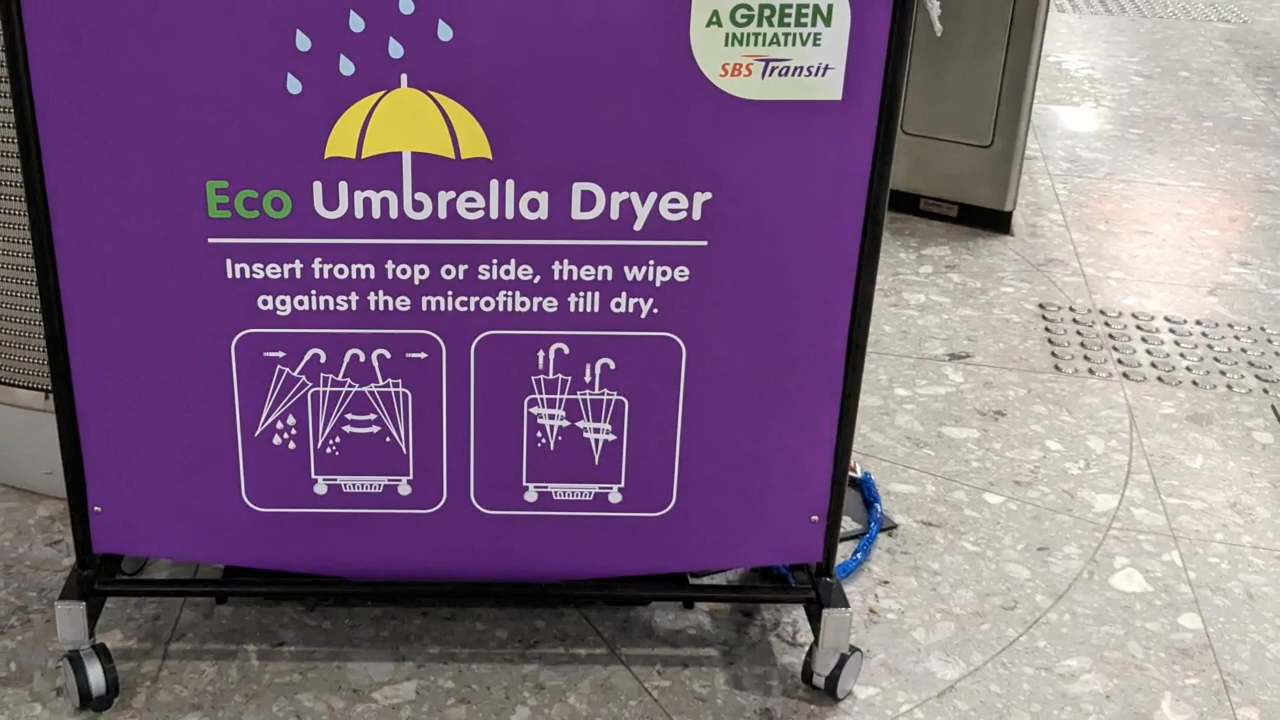 A GREEN
INITIATIVE
SBS Transit
Eco Umbrella Dryer
Insert from top or side, then wipe
against the microfibre till dry.